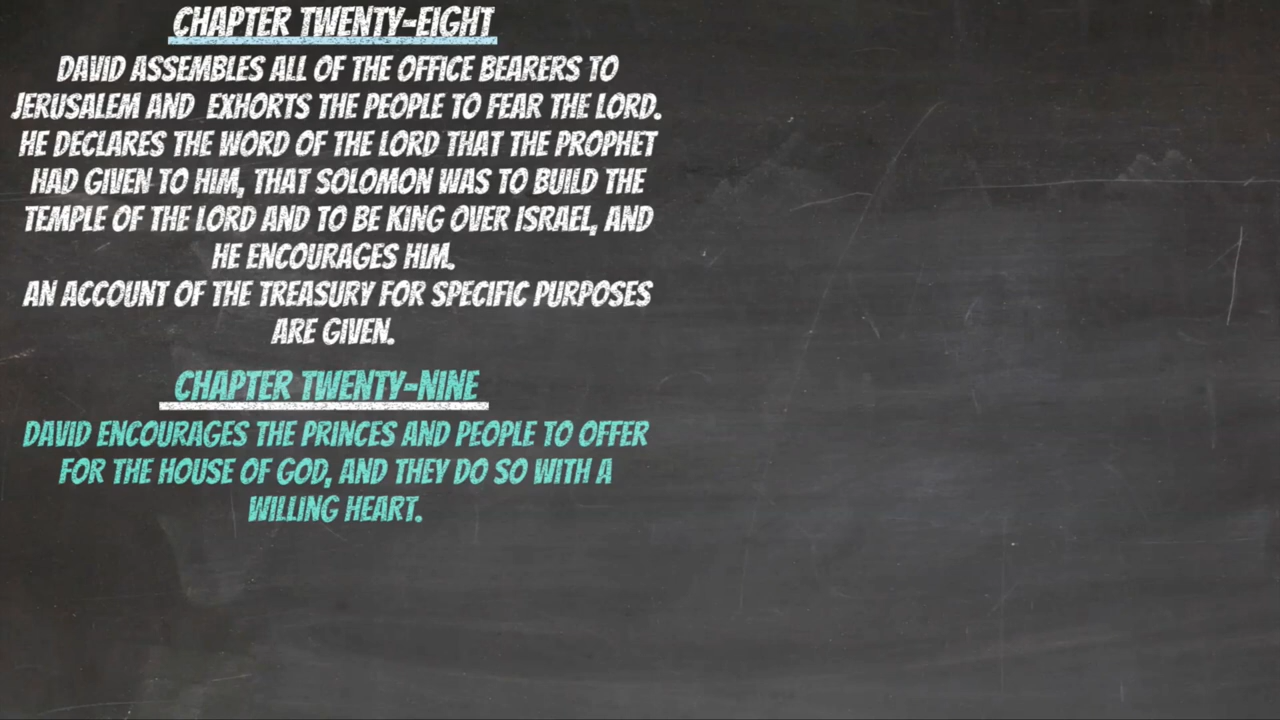 CHAPTER TWENTY-EIGHT
DAVID ASSEMBLES ALL OF THE OFFICE BEARERS TO
JERUSALEM AND EXHORTS THE PEOPLE TO FEAR THE LORD.
HE DECLARES THE WORD OF THE LORD THAT THE PROPHET
HAD GIVEN TO HIM, THAT SOLOMON WAS TO BUILD THE
TEMPLE OF THE LORD AND TO BE KING OVER ISRAEL, AND
HE ENCOURAGES HIM.
AN ACCOUNT OF THE TREASURY FOR SPECIFIC PURPOSES
ARE GIVEN.
CHAPTER TWENTY-NINE
DAVID ENCOURAGES THE PRINCES AND PEOPLE TO OFFER
FOR THE HOUSE OF GOD, AND THEY DO SO WITH A
WILLING HEART.